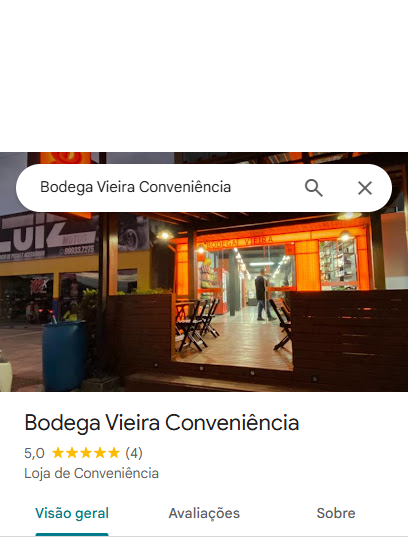 Bodega Vieira Conveniência
LUIZ
BODEGA VIEIRA
Bodega Vieira Conveniência
5,0 (4)
Loja de Conveniência
Visão geral Avaliações Sobre